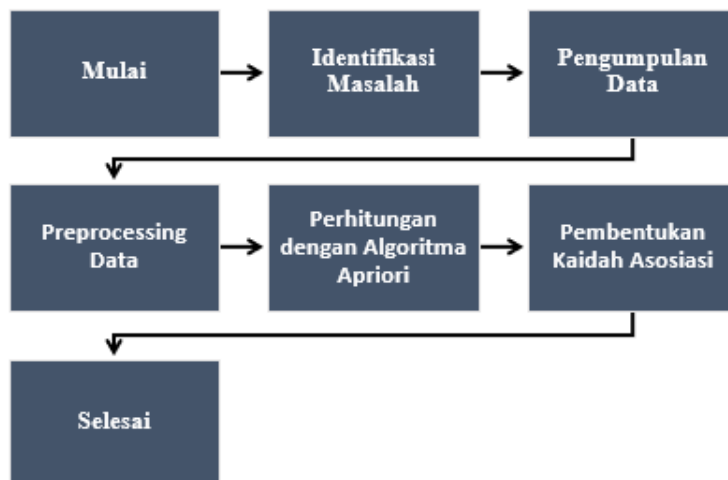 Mulai
Identifikasi
Masalah
Pengumpulan
Data
Preprocessing
Data
Perhitungan
dengan Algoritma
Apriori
Pembentukan
Kaidah Asosiasi
Selesai